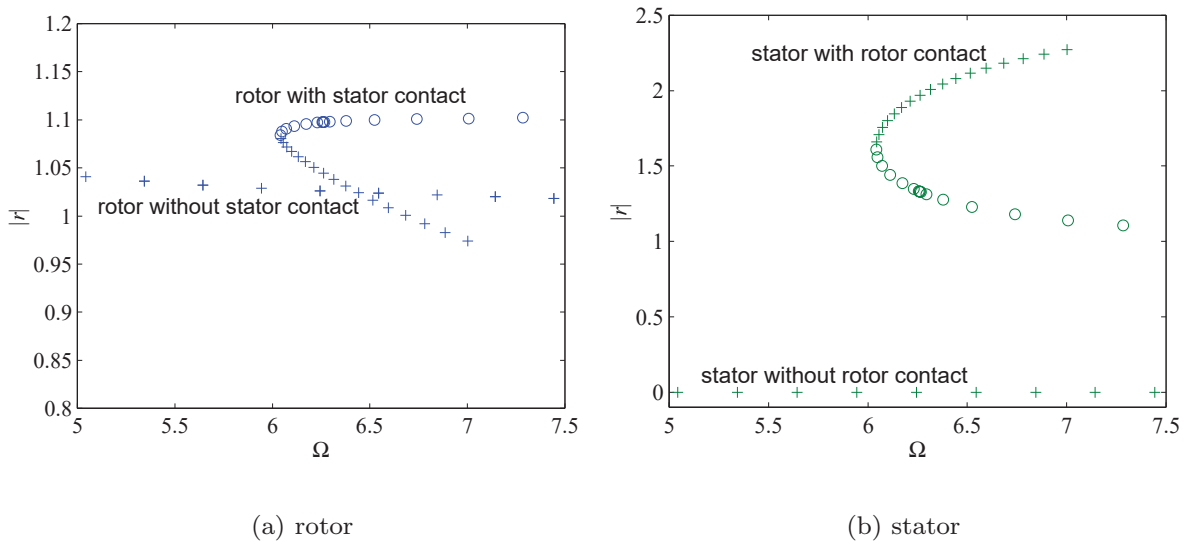 1.2
1.15
1.1
1.05
1
0.95
0.9
0.85
0.8
|r|
rotor with stator contact
rotor without stator contact
5
5.5
6
6.5
7
7.5
Ω
(a) rotor
2.5
2
1.5
1
0.5
0
|r|
stator with rotor contact
stator without rotor contact
5
5.5
6
6.5
7
7.5
Ω
(b) stator